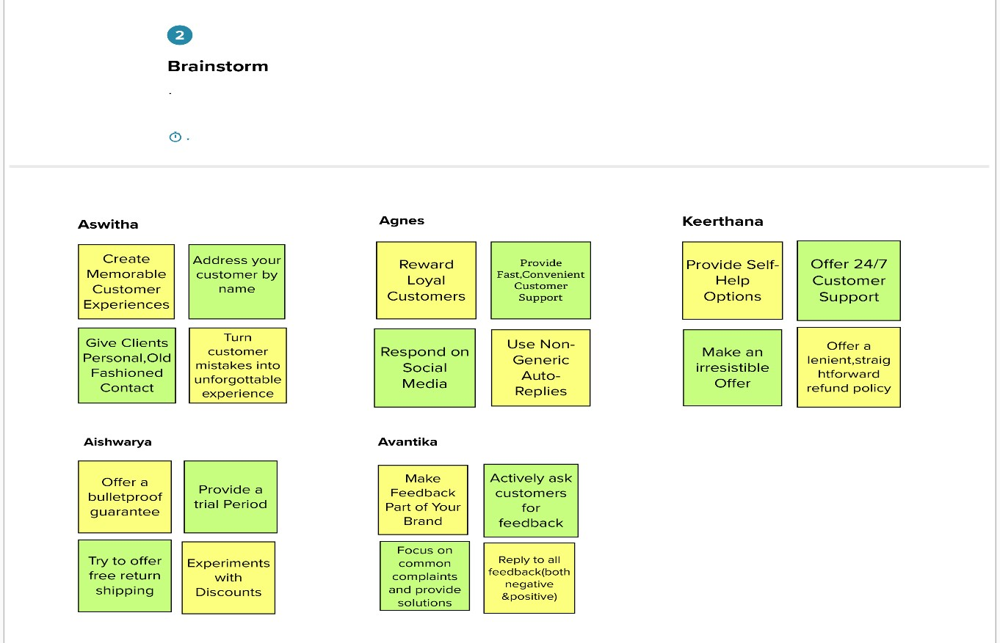 2
Brainstorm
.
.
Aswitha
Create
Memorable
Customer
Experiences
Address your
customer by
name
Give Clients
Personal,Old
Fashioned
Contact
Turn
customer
mistakes into
unforgottable
experience
Agnes
Reward
Loyal
Customers
Provide
Fast,Convenient
Customer
Support
Respond on
Social
Media
Use Non-
Generic
Auto-
Replies
Keerthana
Provide Self-
Help
Options
Offer 24/7
Customer
Support
Make an
irresistible
Offer
Offer a
lenient,straig
htforward
refund policy
Aishwarya
Offer a
bulletproof
guarantee
Provide a
trial Period
Try to offer
free return
shipping
Experiments
with
Discounts
Avantika
Make
Feedback
Part of Your
Brand
Actively ask
customers
for
feedback
Focus on
common
complaints
and provide
solutions
Reply to all
feedback(both
negative
&positive)